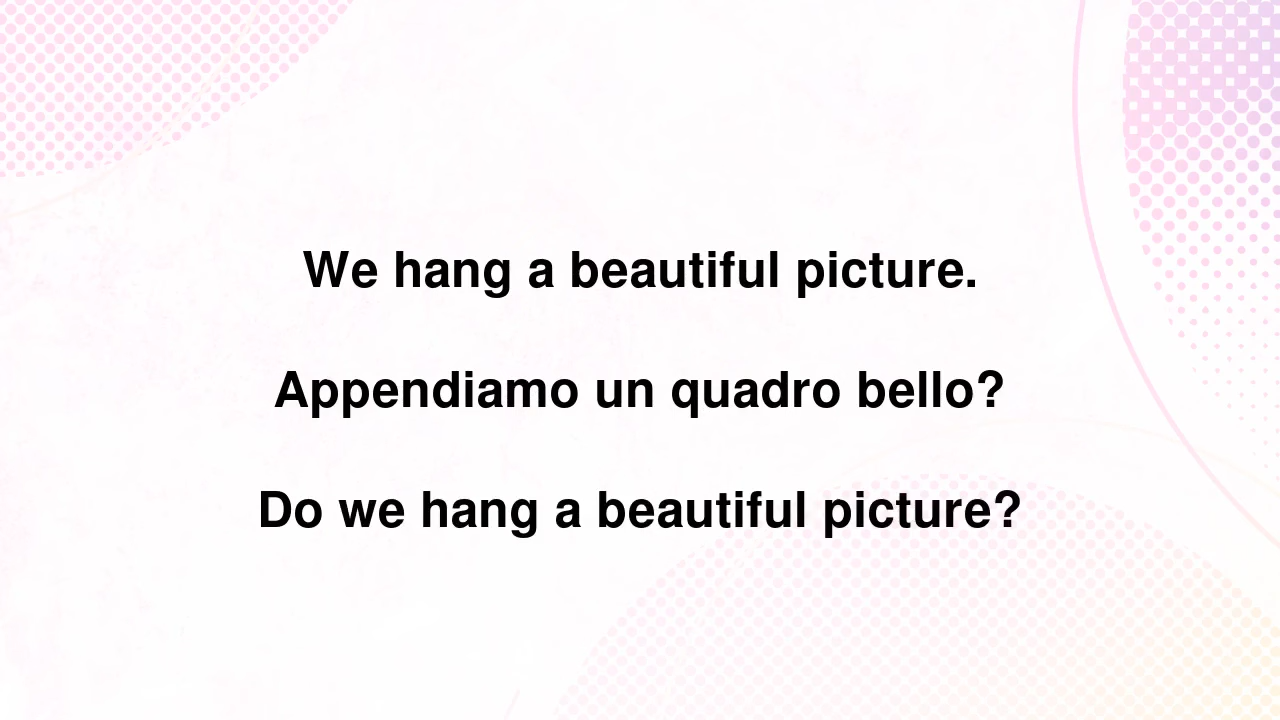 We hang a beautiful picture.
Appendiamo un quadro bello?
Do we hang a beautiful picture?